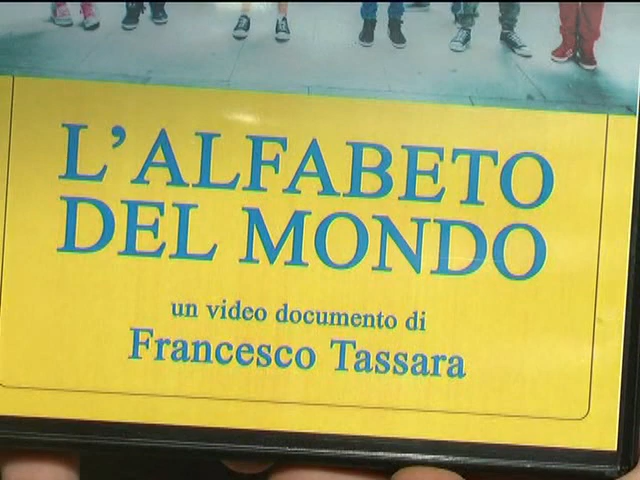 L'ALFABETO
DEL MONDO
un video documento di
Francesco Tassara